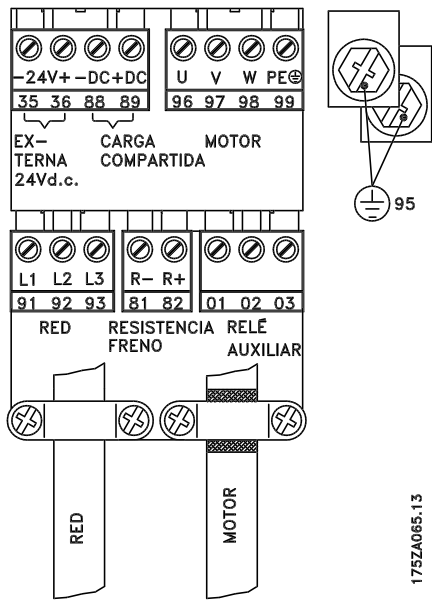 -24V+ -DC+DC U V W PE
35 36 88 89 96 97 98 99
EX-
TERNA
24Vd.c.
CARGA
COMPARTIDA
MOTOR
95
L1 L2 L3 R- R+
91 92 93 81 82 01 02 03
RED
RESISTENCIA
FRENO
RELÉ
AUXILIAR
RED
MOTOR
175ZA065.13